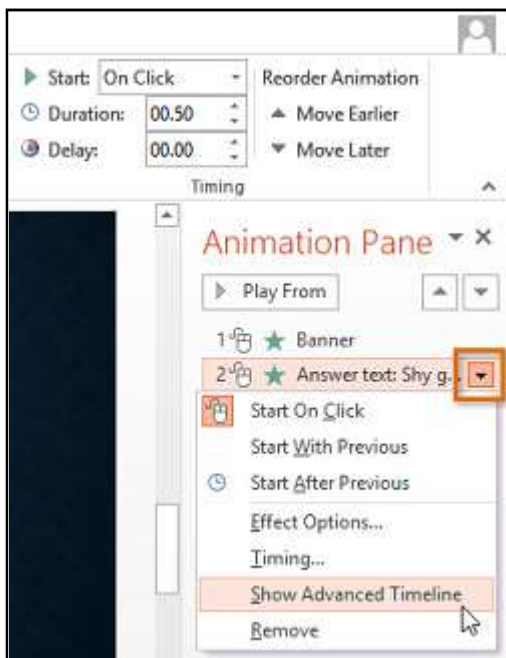 Start: On Click Reorder Animation
Duration: 00.50 Move Earlier
Delay: 00.00 Move Later
Timing
Animation Pane
Play From
1 Banner
2 Answer text: Shy g...
Start On Click
Start With Previous
Start After Previous
Effect Options...
Timing...
Show Advanced Timeline
Remove